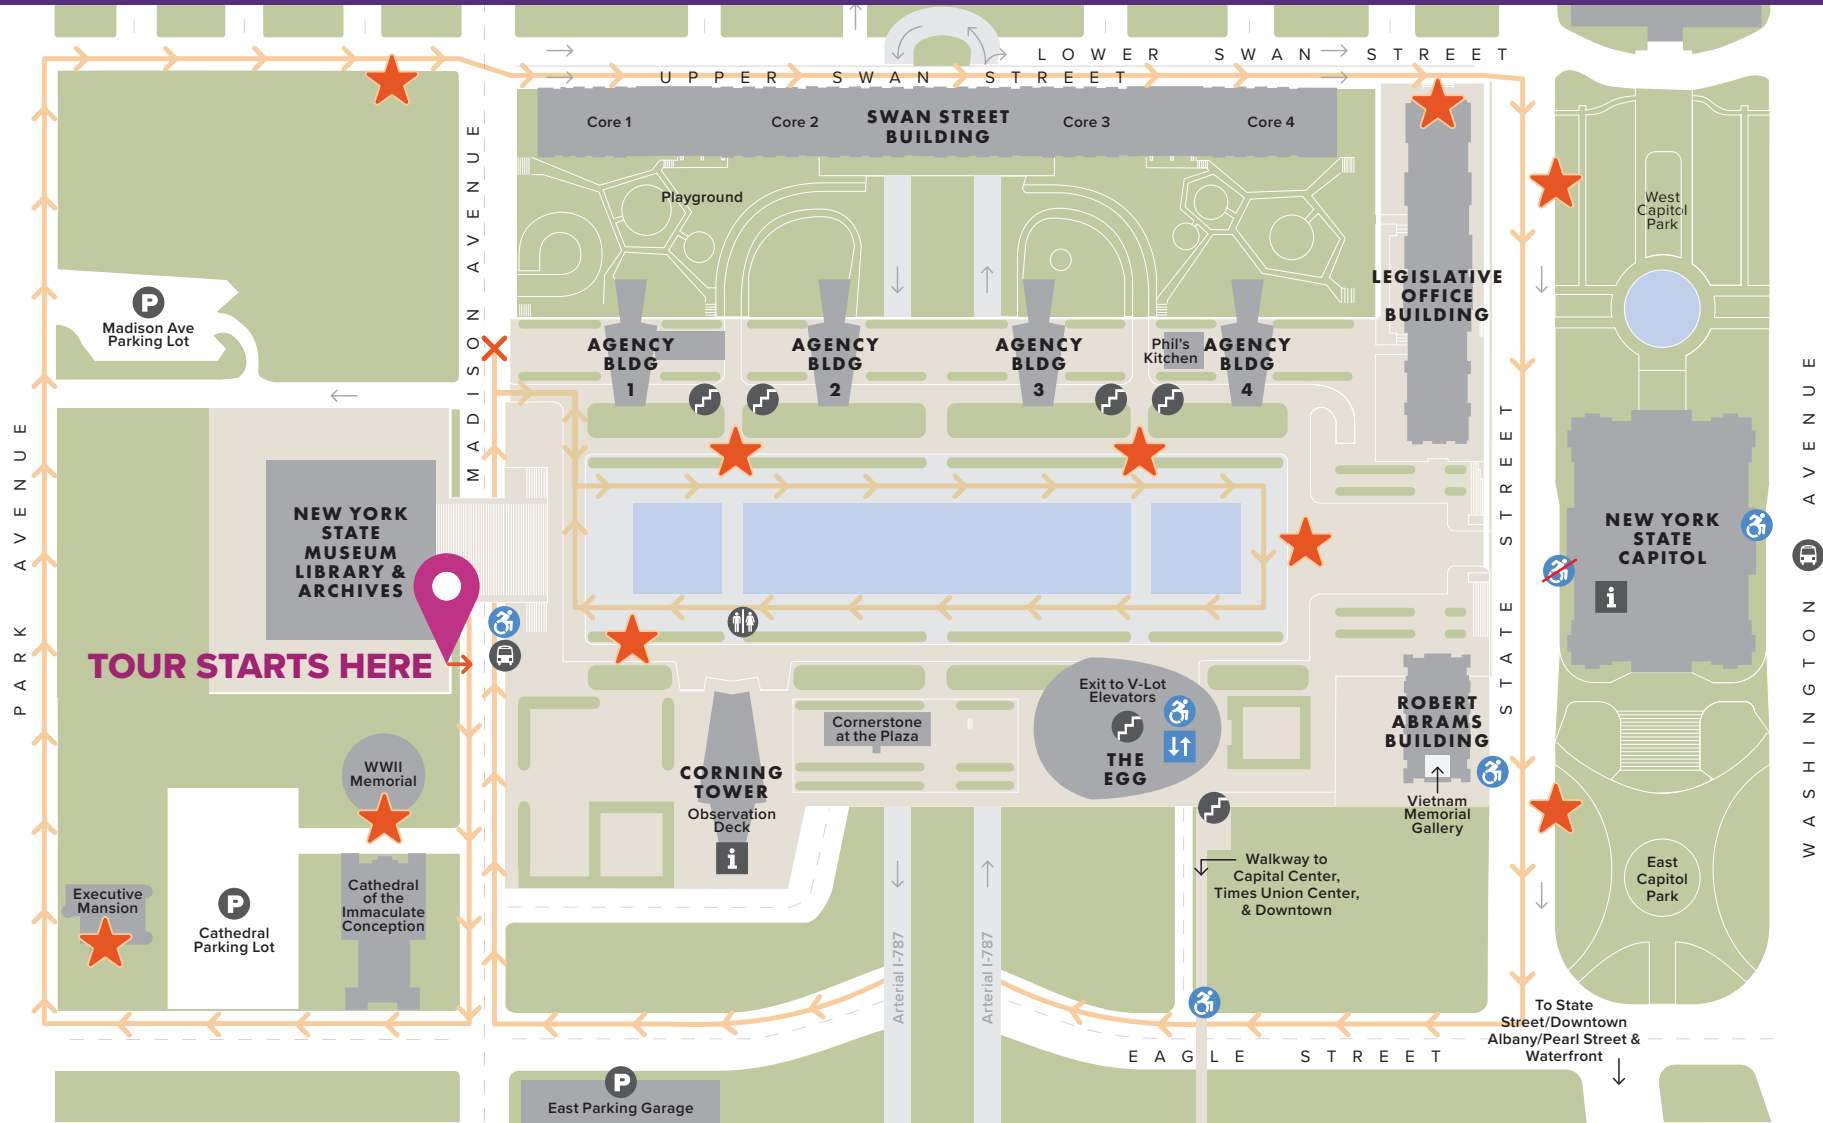 LOWER SWAN STREET
UPPER SWAN STREET
Core 1
Core 2
SWAN STREET
BUILDING
Core 3
Core 4
Playground
West
Capitol
Park
MADISON AVENUE
P
Madison Ave
Parking Lot
LEGISLATIVE
OFFICE
BUILDING
AGENCY
BLDG
1
AGENCY
BLDG
2
AGENCY
BLDG
3
Phil's
Kitchen
AGENCY
BLDG
4
PARK AVENUE
STATE STREET
WASHINGTON AVENUE
NEW YORK
STATE
MUSEUM
LIBRARY &
ARCHIVES
NEW YORK
STATE
CAPITOL
i
TOUR STARTS HERE
STATE STREET
Exit to V-Lot
Elevators
THE
EGG
Cornerstone
at the Plaza
ROBERT
ABRAMS
BUILDING
Vietnam
Memorial
Gallery
WWII
Memorial
CORNING
TOWER
Observation
Deck
i
Executive
Mansion
P
Cathedral
Parking Lot
Cathedral
of the
Immaculate
Conception
Walkway to
Capital Center,
Times Union Center,
& Downtown
East
Capitol
Park
Arterial I-787
Arterial I-787
To State
Street/Downtown
Albany/Pearl Street &
Waterfront
EAGLE STREET
P
East Parking Garage